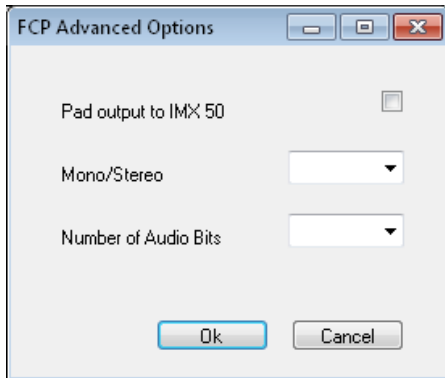 FCP Advanced Options
Pad output to IMX 50
Mono/Stereo
Number of Audio Bits
Ok Cancel